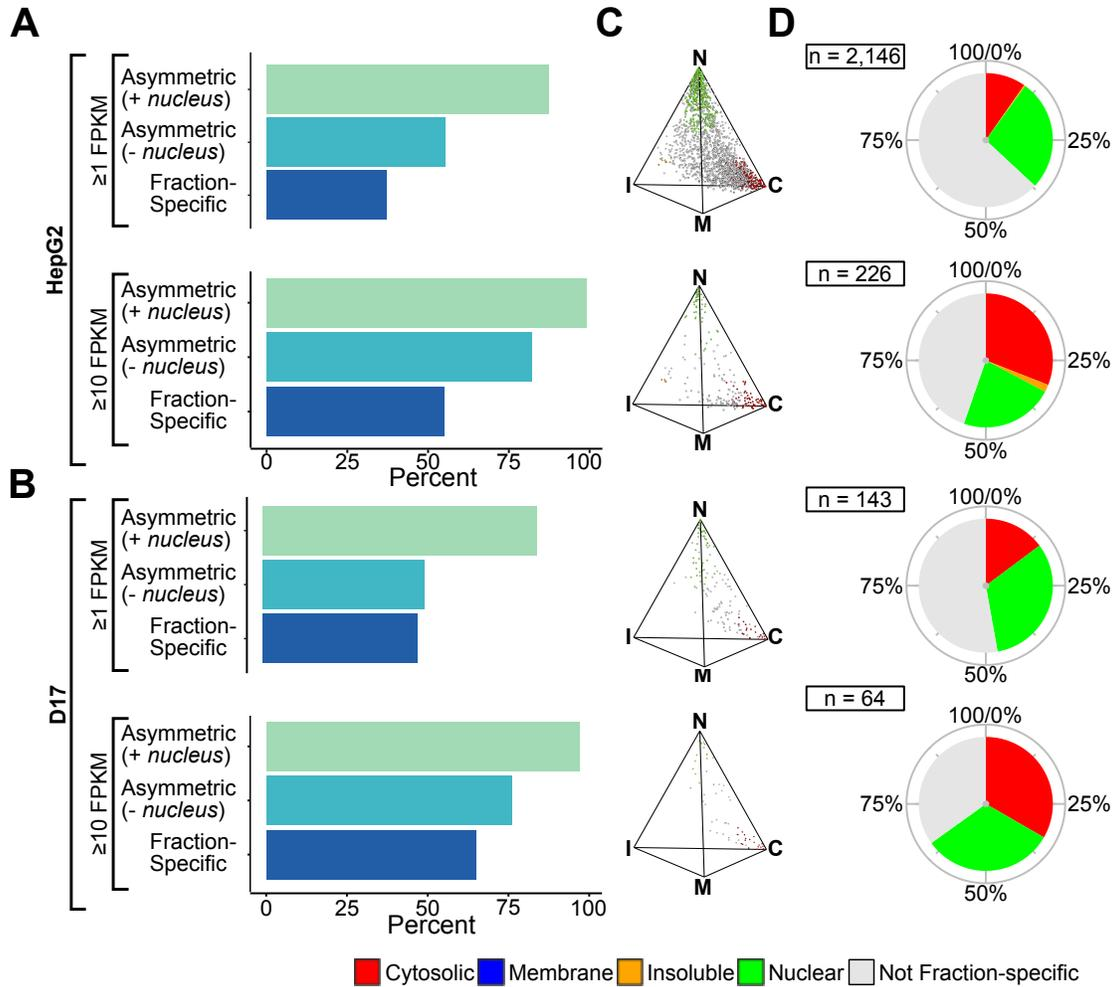 A
HepG2
≥1 FPKM
Asymmetric
(+ nucleus)
Asymmetric
(- nucleus)
Fraction-
Specific
≥10 FPKM
Asymmetric
(+ nucleus)
Asymmetric
(- nucleus)
Fraction-
Specific
0 25 50 75 100
Percent
B
D17
≥1 FPKM
Asymmetric
(+ nucleus)
Asymmetric
(- nucleus)
Fraction-
Specific
≥10 FPKM
Asymmetric
(+ nucleus)
Asymmetric
(- nucleus)
Fraction-
Specific
0 25 50 75 100
Percent
C
N
I C
M
N
I C
M
N
I C
M
N
I C
M
D
n = 2,146
100/0%
75% 25%
50%
n = 226
100/0%
75% 25%
50%
n = 143
100/0%
75% 25%
50%
n = 64
100/0%
75% 25%
50%
Cytosolic Membrane Insoluble Nuclear Not Fraction-specific